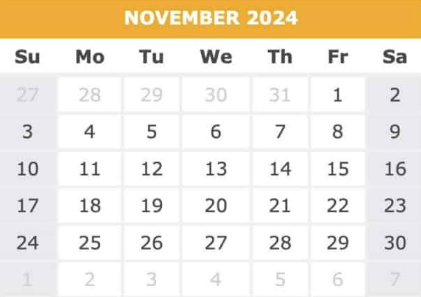 NOVEMBER 2024
Su Mo Tu We Th Fr Sa
27 28 29 30 31 1 2
3 4 5 6 7 8 9
10 11 12 13 14 15 16
17 18 19 20 21 22 23
24 25 26 27 28 29 30
1 2 3 4 5 6 7